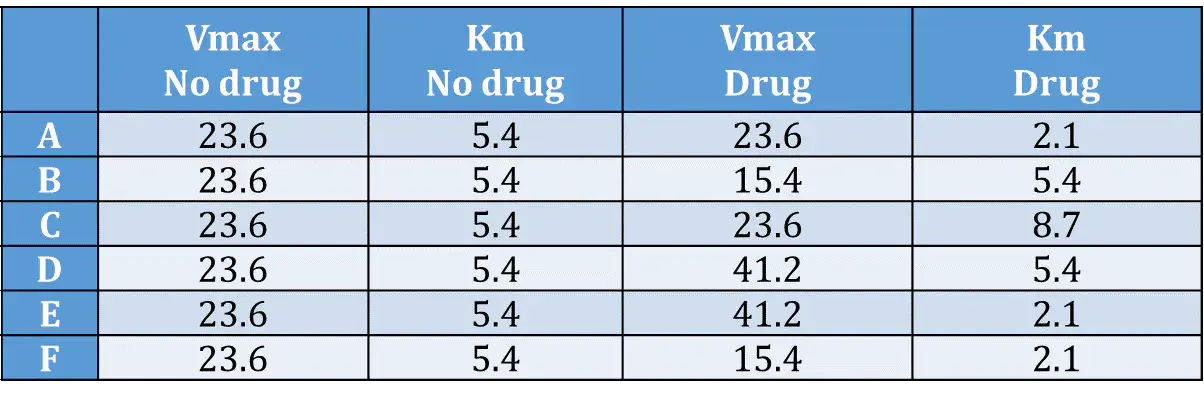 Vmax No drug Km No drug Vmax Drug Km Drug
A 23.6 5.4 23.6 2.1
B 23.6 5.4 15.4 5.4
C 23.6 5.4 23.6 8.7
D 23.6 5.4 41.2 5.4
E 23.6 5.4 41.2 2.1
F 23.6 5.4 15.4 2.1